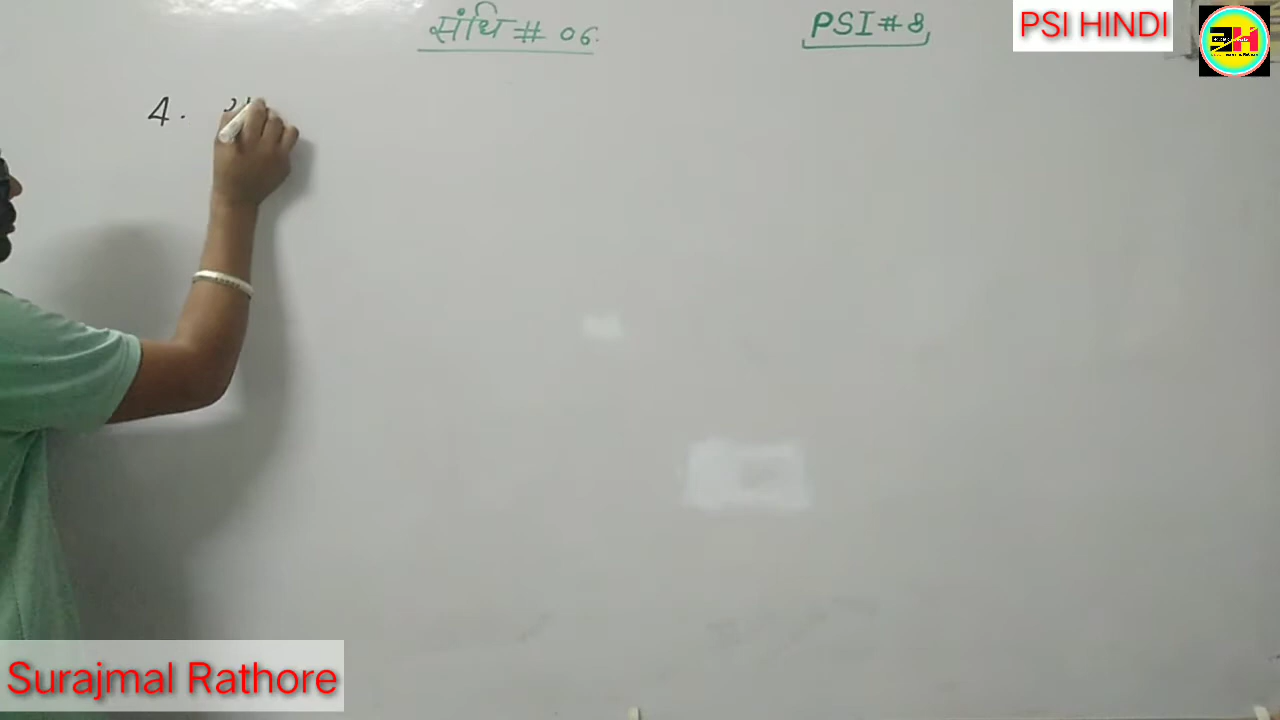 संधि # 06.
PSI # 8
PSI HINDI
4.
Surajmal Rathore